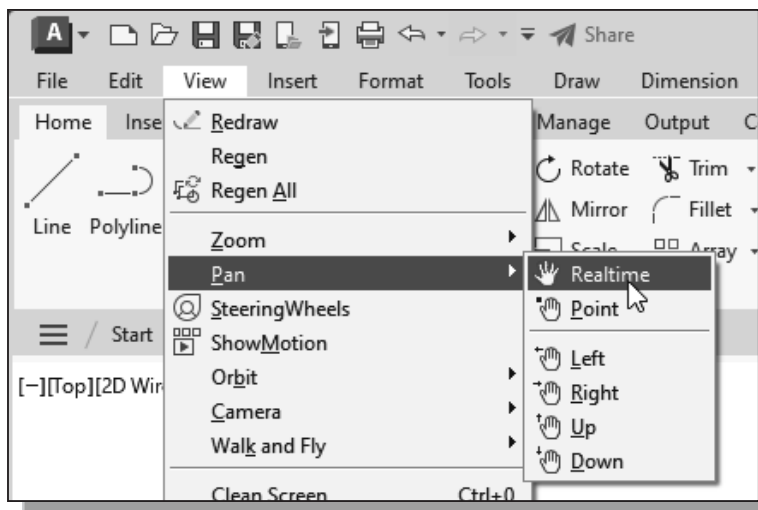 A Share
File Edit View Insert Format Tools Draw Dimension
Home Inse Manage Output C
Redraw
Regen
Regen All
Rotate Trim
Mirror Fillet
Line Polyline
Zoom
Scale Array
Pan
Realtime
SteeringWheels
Point
Start
ShowMotion
[−][Top][2D Wir
Orbit
Left
Camera
Right
Walk and Fly
Up
Down
Clean Screen Ctrl+0